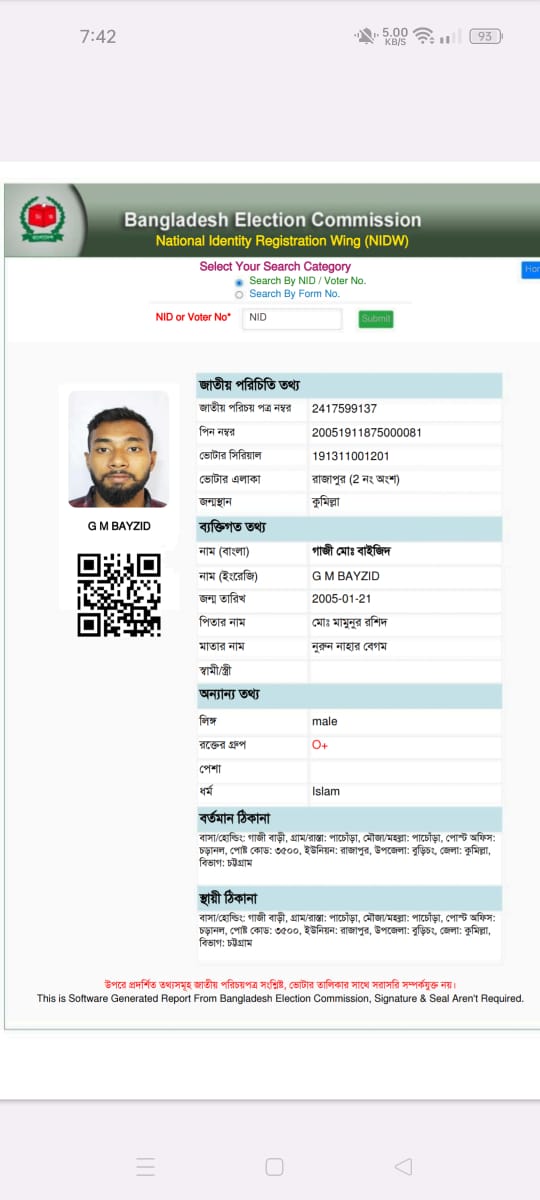 7:42
5.00 KB/S
93
Bangladesh Election Commission
National Identity Registration Wing (NIDW)
Select Your Search Category
Search By NID / Voter No.
Search By Form No.
Hor
NID or Voter No* NID Submit
জাতীয় পরিচিতি তথ্য
জাতীয় পরিচয় পত্র নম্বর 2417599137
পিন নম্বর 20051911875000081
ভোটার সিরিয়াল 191311001201
ভোটার এলাকা রাজাপুর (2 নং অংশ)
জন্মস্থান কুমিল্লা
G M BAYZID
ব্যক্তিগত তথ্য
নাম (বাংলা) গাজী মোঃ বাইজিদ
নাম (ইংরেজি) G M BAYZID
জন্ম তারিখ 2005-01-21
পিতার নাম মোঃ মামুনুর রশিদ
মাতার নাম নুরুন নাহার বেগম
স্বামী/স্ত্রী
অন্যান্য তথ্য
লিঙ্গ male
রক্তের গ্রুপ O+
পেশা
ধর্ম Islam
বর্তমান ঠিকানা
বাসা/হোল্ডিং: গাজী বাড়ী, গ্রাম/রাস্তা: পাচোঁড়া, মৌজা/মহল্লা: পাচোঁড়া, পোস্ট অফিস:
চড়ানল, পোষ্ট কোড: ৩৫০০, ইউনিয়ন: রাজাপুর, উপজেলা: বুড়িচং, জেলা: কুমিল্লা,
বিভাগ: চট্টগ্রাম
স্থায়ী ঠিকানা
বাসা/হোল্ডিং: গাজী বাড়ী, গ্রাম/রাস্তা: পাচোঁড়া, মৌজা/মহল্লা: পাচোঁড়া, পোস্ট অফিস:
চড়ানল, পোষ্ট কোড: ৩৫০০, ইউনিয়ন: রাজাপুর, উপজেলা: বুড়িচং, জেলা: কুমিল্লা,
বিভাগ: চট্টগ্রাম
উপরে প্রদর্শিত তথ্যসমূহ জাতীয় পরিচয়পত্র সংশ্লিষ্ট, ভোটার তালিকার সাথে সরাসরি সম্পর্কযুক্ত নয়।
This is Software Generated Report From Bangladesh Election Commission, Signature & Seal Aren't Required.